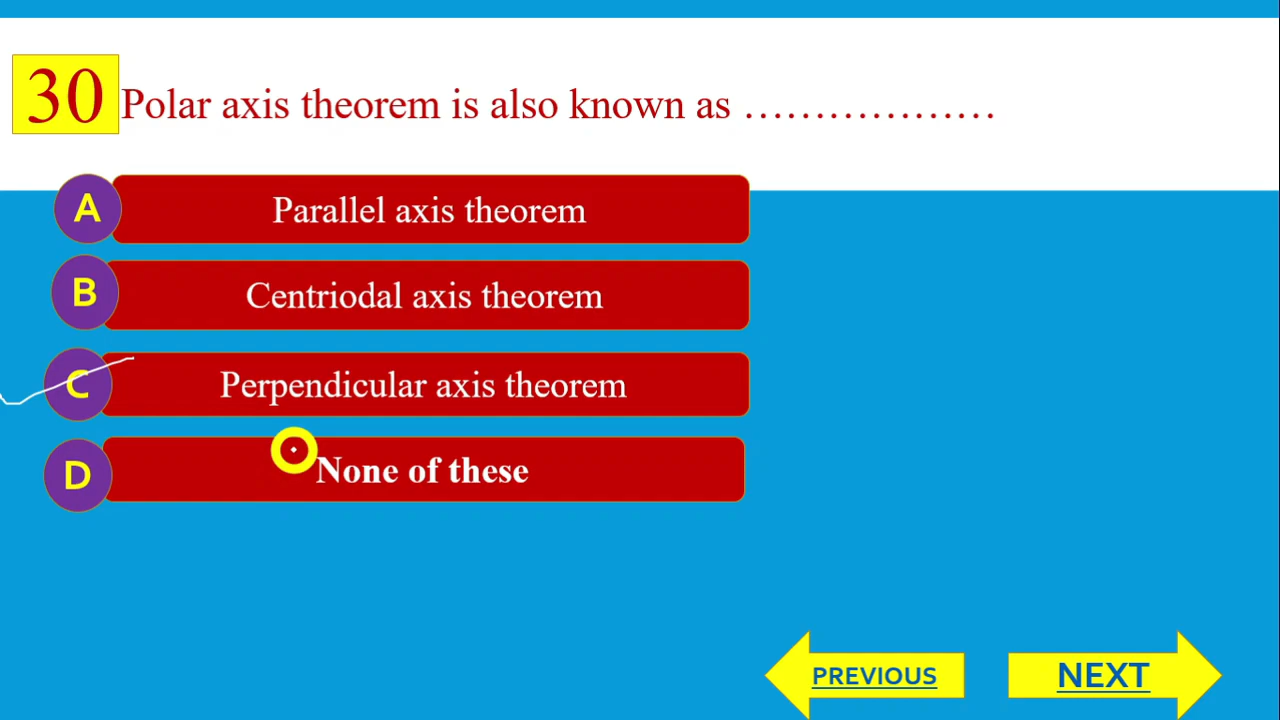 30 Polar axis theorem is also known as ..................
A Parallel axis theorem
B Centriodal axis theorem
C Perpendicular axis theorem
D None of these
PREVIOUS NEXT